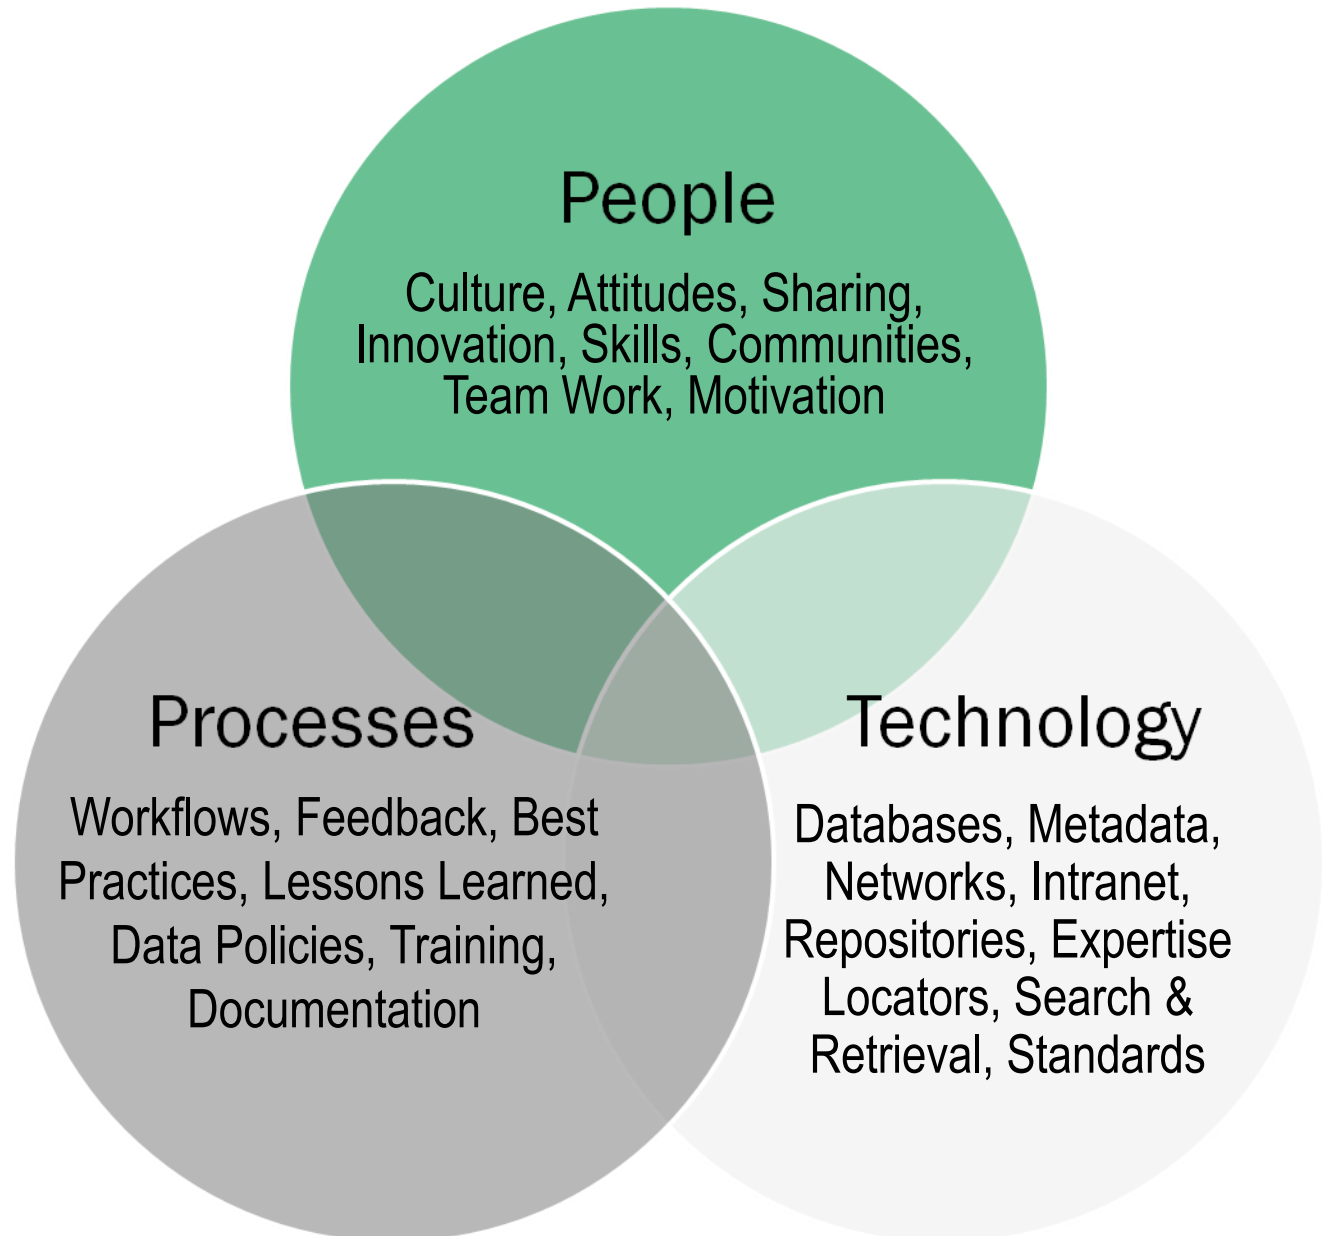 People
Culture, Attitudes, Sharing,
Innovation, Skills, Communities,
Team Work, Motivation
Processes
Workflows, Feedback, Best
Practices, Lessons Learned,
Data Policies, Training,
Documentation
Technology
Databases, Metadata,
Networks, Intranet,
Repositories, Expertise
Locators, Search &
Retrieval, Standards